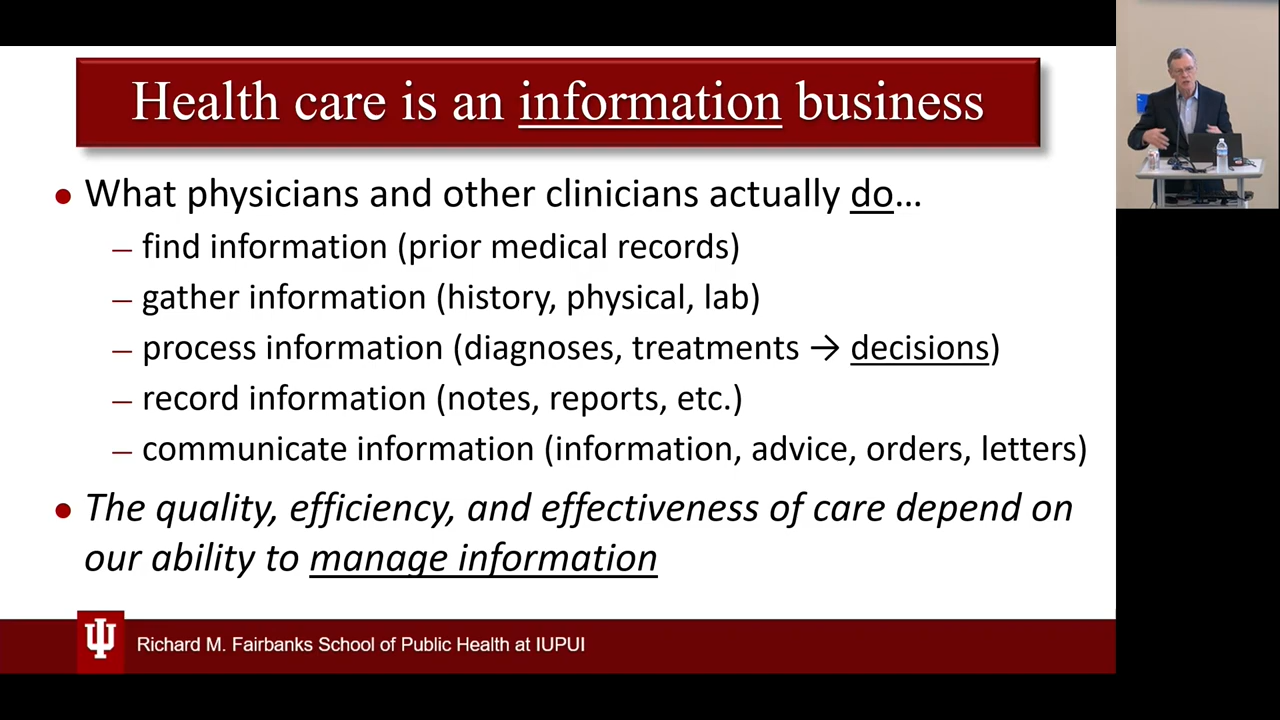 Health care is an information business
● What physicians and other clinicians actually do…
– find information (prior medical records)
– gather information (history, physical, lab)
– process information (diagnoses, treatments → decisions)
– record information (notes, reports, etc.)
– communicate information (information, advice, orders, letters)
● The quality, efficiency, and effectiveness of care depend on
our ability to manage information
Richard M. Fairbanks School of Public Health at IUPUI